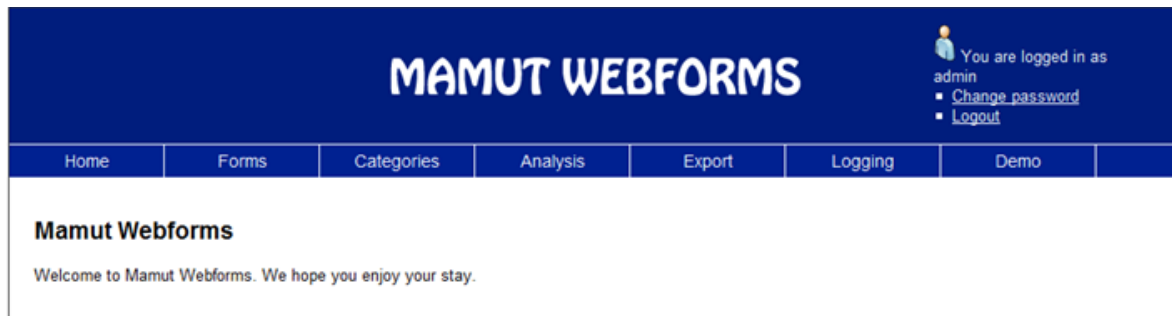 MAMUT WEBFORMS
You are logged in as
admin
Change password
Logout
Home Forms Categories Analysis Export Logging Demo
Mamut Webforms
Welcome to Mamut Webforms. We hope you enjoy your stay.